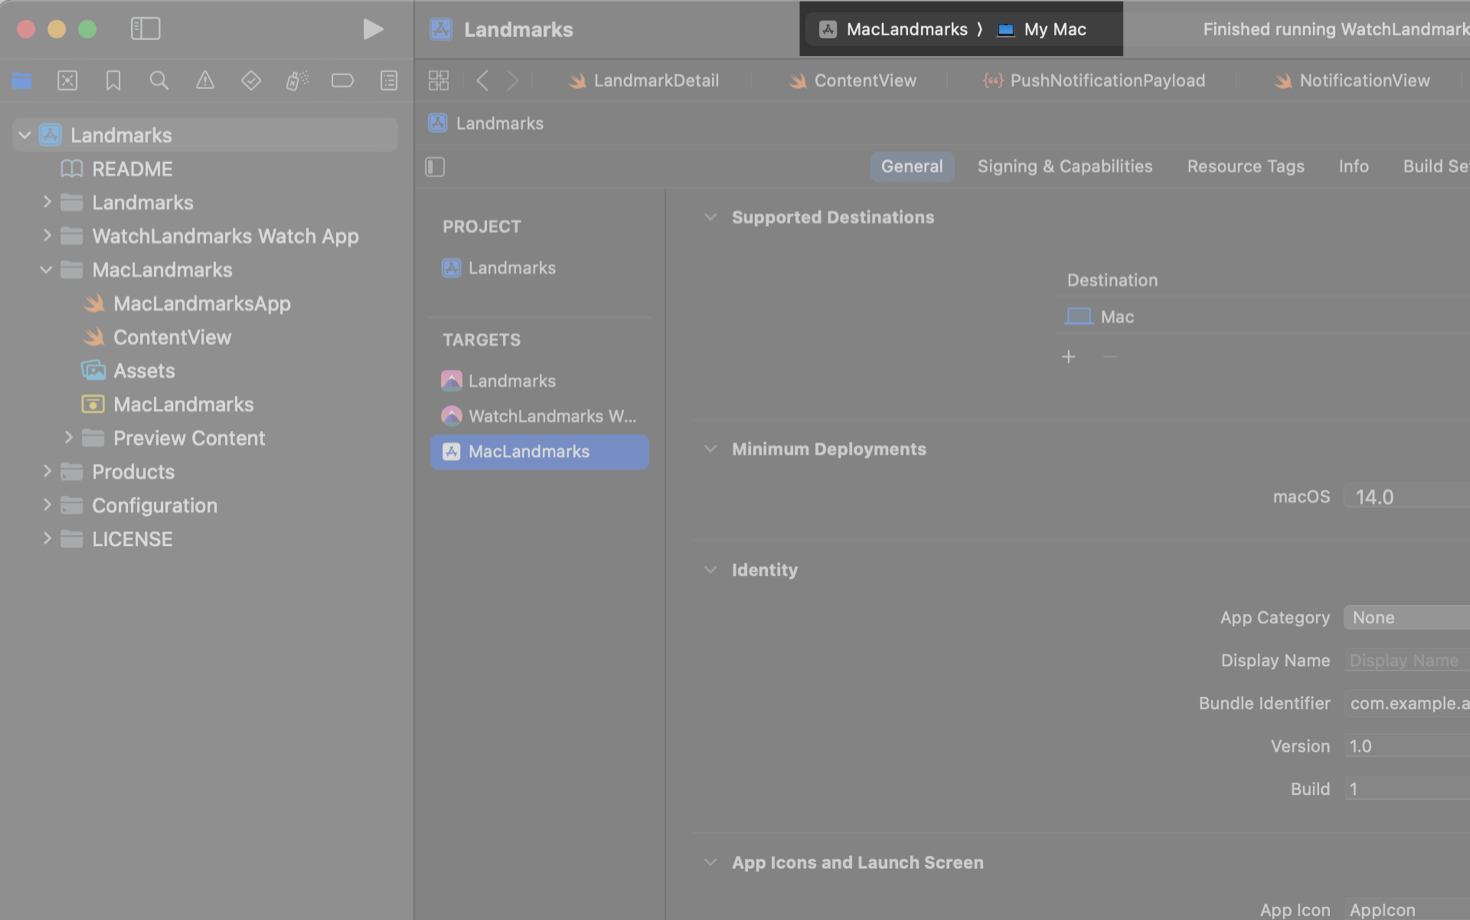 Landmarks
MacLandmarks ⟩ My Mac
Finished running WatchLandmark
LandmarkDetail
ContentView
PushNotificationPayload
NotificationView
Landmarks
README
Landmarks
WatchLandmarks Watch App
MacLandmarks
MacLandmarksApp
ContentView
Assets
MacLandmarks
Preview Content
Products
Configuration
LICENSE
Landmarks
General
Signing & Capabilities
Resource Tags
Info
Build Se
PROJECT
Landmarks
TARGETS
Landmarks
WatchLandmarks W...
MacLandmarks
Supported Destinations
Destination
Mac
Minimum Deployments
macOS 14.0
Identity
App Category None
Display Name Display Name
Bundle Identifier com.example.a
Version 1.0
Build 1
App Icons and Launch Screen
App Icon AppIcon